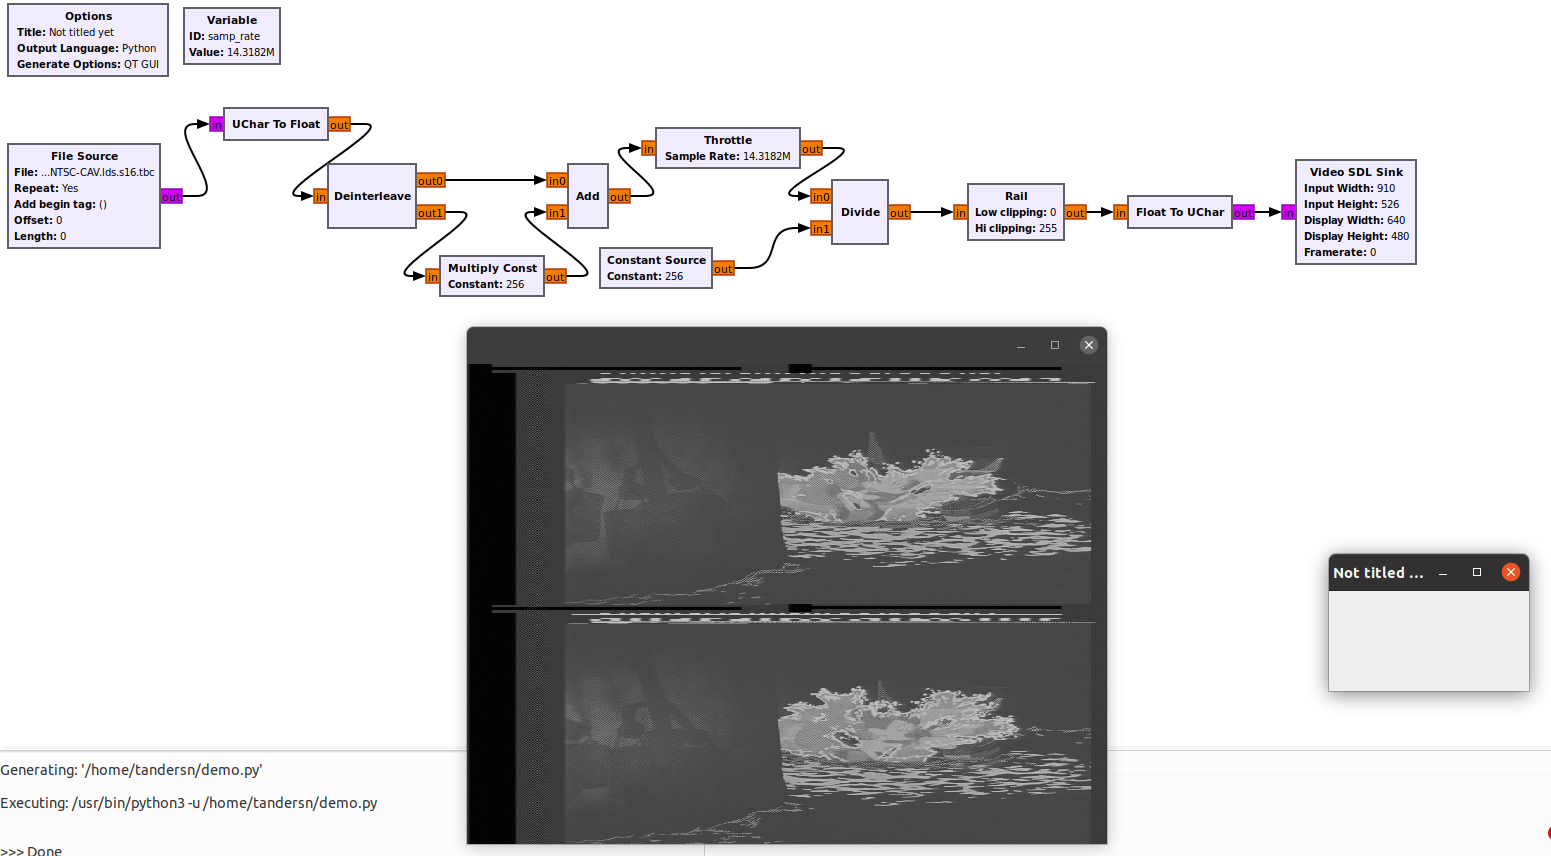 Options
Title: Not titled yet
Output Language: Python
Generate Options: QT GUI
Variable
ID: samp_rate
Value: 14.3182M
File Source
File: ...NTSC-CAV.lds.s16.tbc
Repeat: Yes
Add begin tag: ()
Offset: 0
Length: 0
out
in
UChar To Float
out
in
Deinterleave
out0
out1
in
Multiply Const
Constant: 256
out
in0
in1
Add
out
in
Throttle
Sample Rate: 14.3182M
out
Constant Source
Constant: 256
out
in0
in1
Divide
out
in
Rail
Low clipping: 0
Hi clipping: 255
out
in
Float To UChar
out
in
Video SDL Sink
Input Width: 910
Input Height: 526
Display Width: 640
Display Height: 480
Framerate: 0
Not titled ...
Generating: '/home/tandersn/demo.py'
Executing: /usr/bin/python3 -u /home/tandersn/demo.py
>>> Done